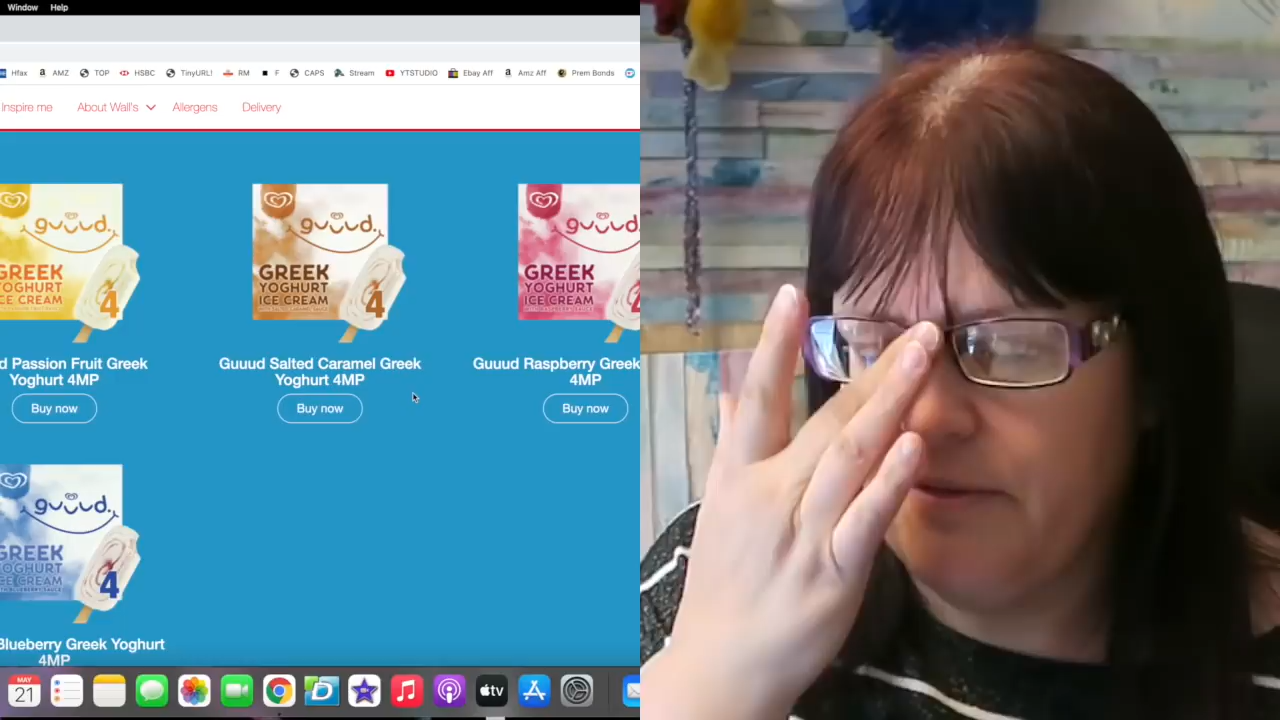 Window Help
Hfax AMZ TOP HSBC TinyURL! RM F CAPS Stream YTSTUDIO Ebay Aff Amz Aff Prem Bonds
Inspire me About Wall's Allergens Delivery
guuud.
GREEK
YOGHURT
ICE CREAM
4
guuud.
GREEK
YOGHURT
ICE CREAM
4
guuud.
GREEK
YOGHURT
ICE CREAM
d Passion Fruit Greek
Yoghurt 4MP
Guuud Salted Caramel Greek
Yoghurt 4MP
Guuud Raspberry Greek
4MP
Buy now
Buy now
Buy now
guuud.
GREEK
YOGHURT
ICE CREAM
4
Blueberry Greek Yoghurt
4MP
MAY
21
tv